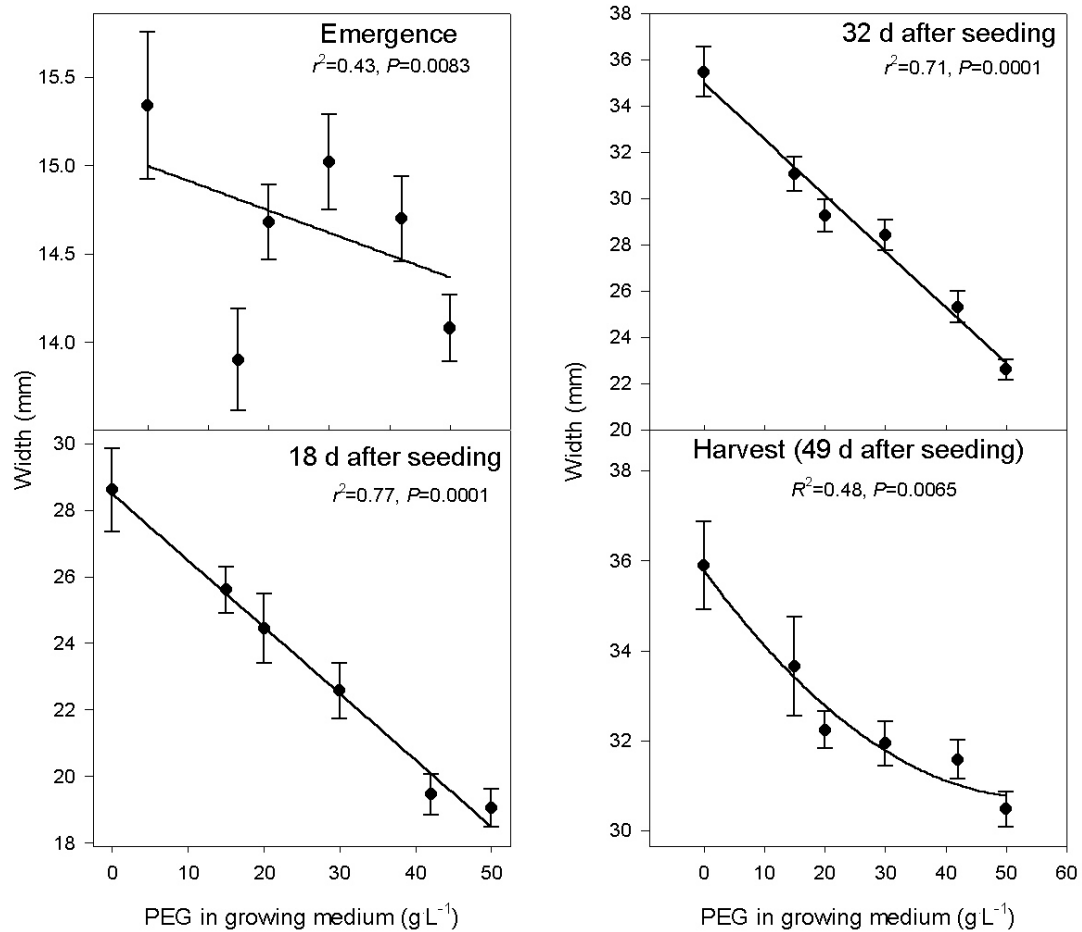 Emergence
r²=0.43, P=0.0083
15.5
15.0
14.5
14.0
Width (mm)
18 d after seeding
r²=0.77, P=0.0001
30
28
26
24
22
20
18
0 10 20 30 40 50
PEG in growing medium (g L⁻¹)
32 d after seeding
r²=0.71, P=0.0001
38
36
34
32
30
28
26
24
22
20
Width (mm)
Harvest (49 d after seeding)
R²=0.48, P=0.0065
38
36
34
32
30
0 10 20 30 40 50 60
PEG in growing medium (g L⁻¹)